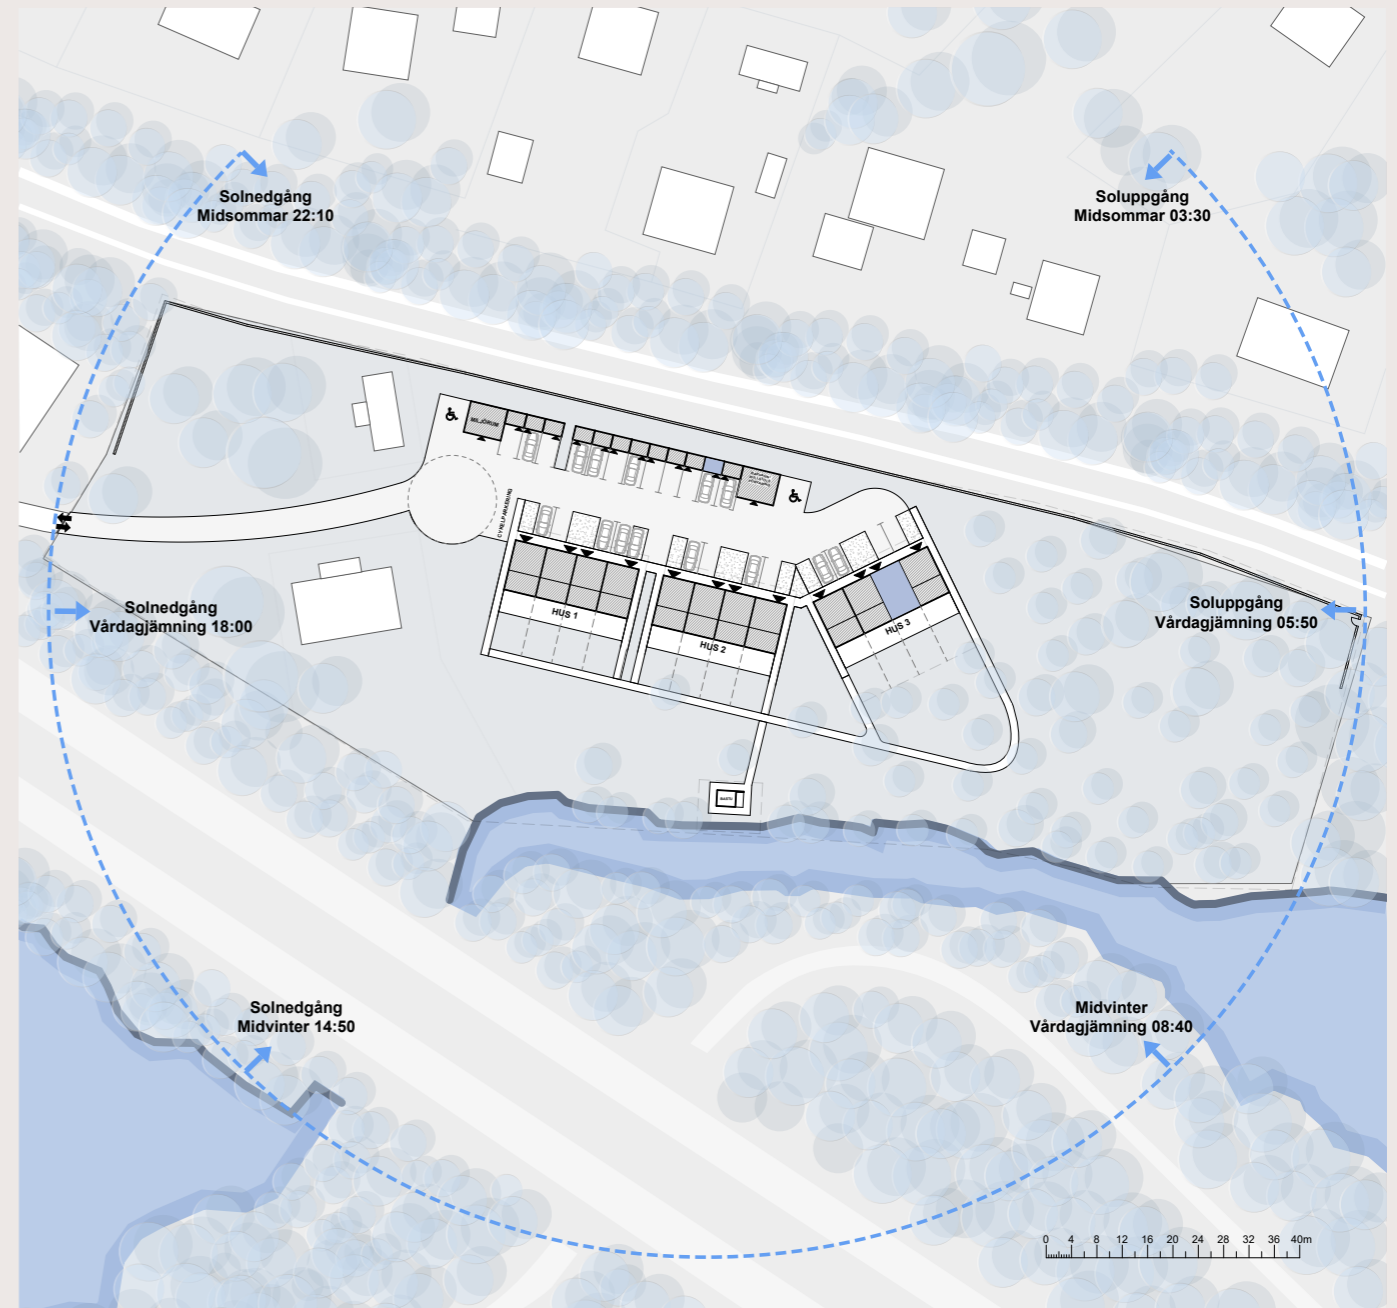 Solnedgång
Midsommar 22:10
Soluppgång
Midsommar 03:30
MILJÖRUM
CYKELPARKERING
Solnedgång
Vårdagjämning 18:00
Soluppgång
Vårdagjämning 05:50
HUS 1
HUS 2
HUS 3
BASTU
Solnedgång
Midvinter 14:50
Midvinter
Vårdagjämning 08:40
0 4 8 12 16 20 24 28 32 36 40m